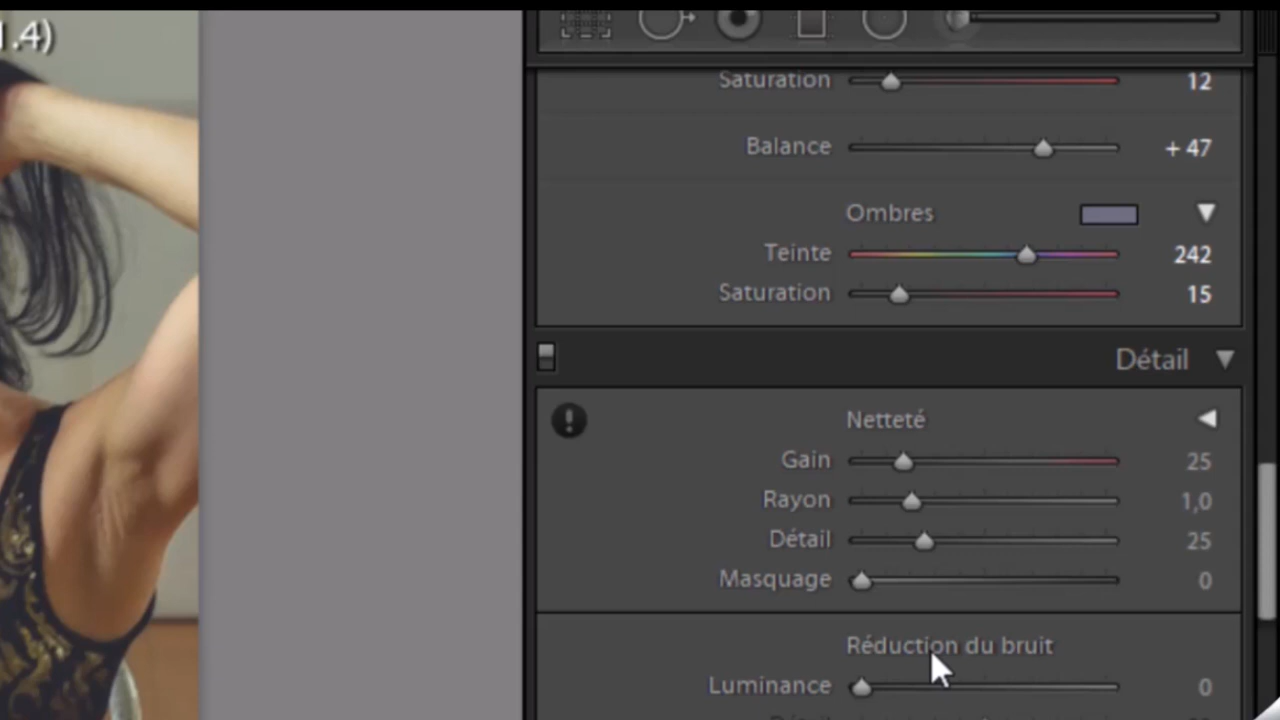 1.4)
Saturation 12
Balance + 47
Ombres
Teinte 242
Saturation 15
Détail
Netteté
Gain 25
Rayon 1,0
Détail 25
Masquage 0
Réduction du bruit
Luminance 0